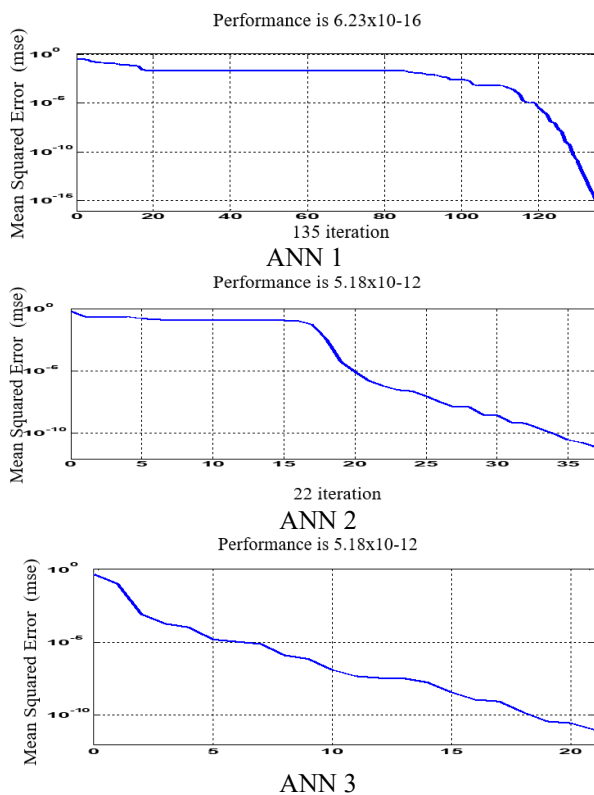 Performance is 6.23x10-16
Mean Squared Error (mse)
10⁰
10⁻⁵
10⁻¹⁰
10⁻¹⁵
0 20 40 60 80 100 120
135 iteration
ANN 1
Performance is 5.18x10-12
Mean Squared Error (mse)
10⁰
10⁻⁵
10⁻¹⁰
0 5 10 15 20 25 30 35
22 iteration
ANN 2
Performance is 5.18x10-12
Mean Squared Error (mse)
10⁰
10⁻⁵
10⁻¹⁰
0 5 10 15 20
ANN 3